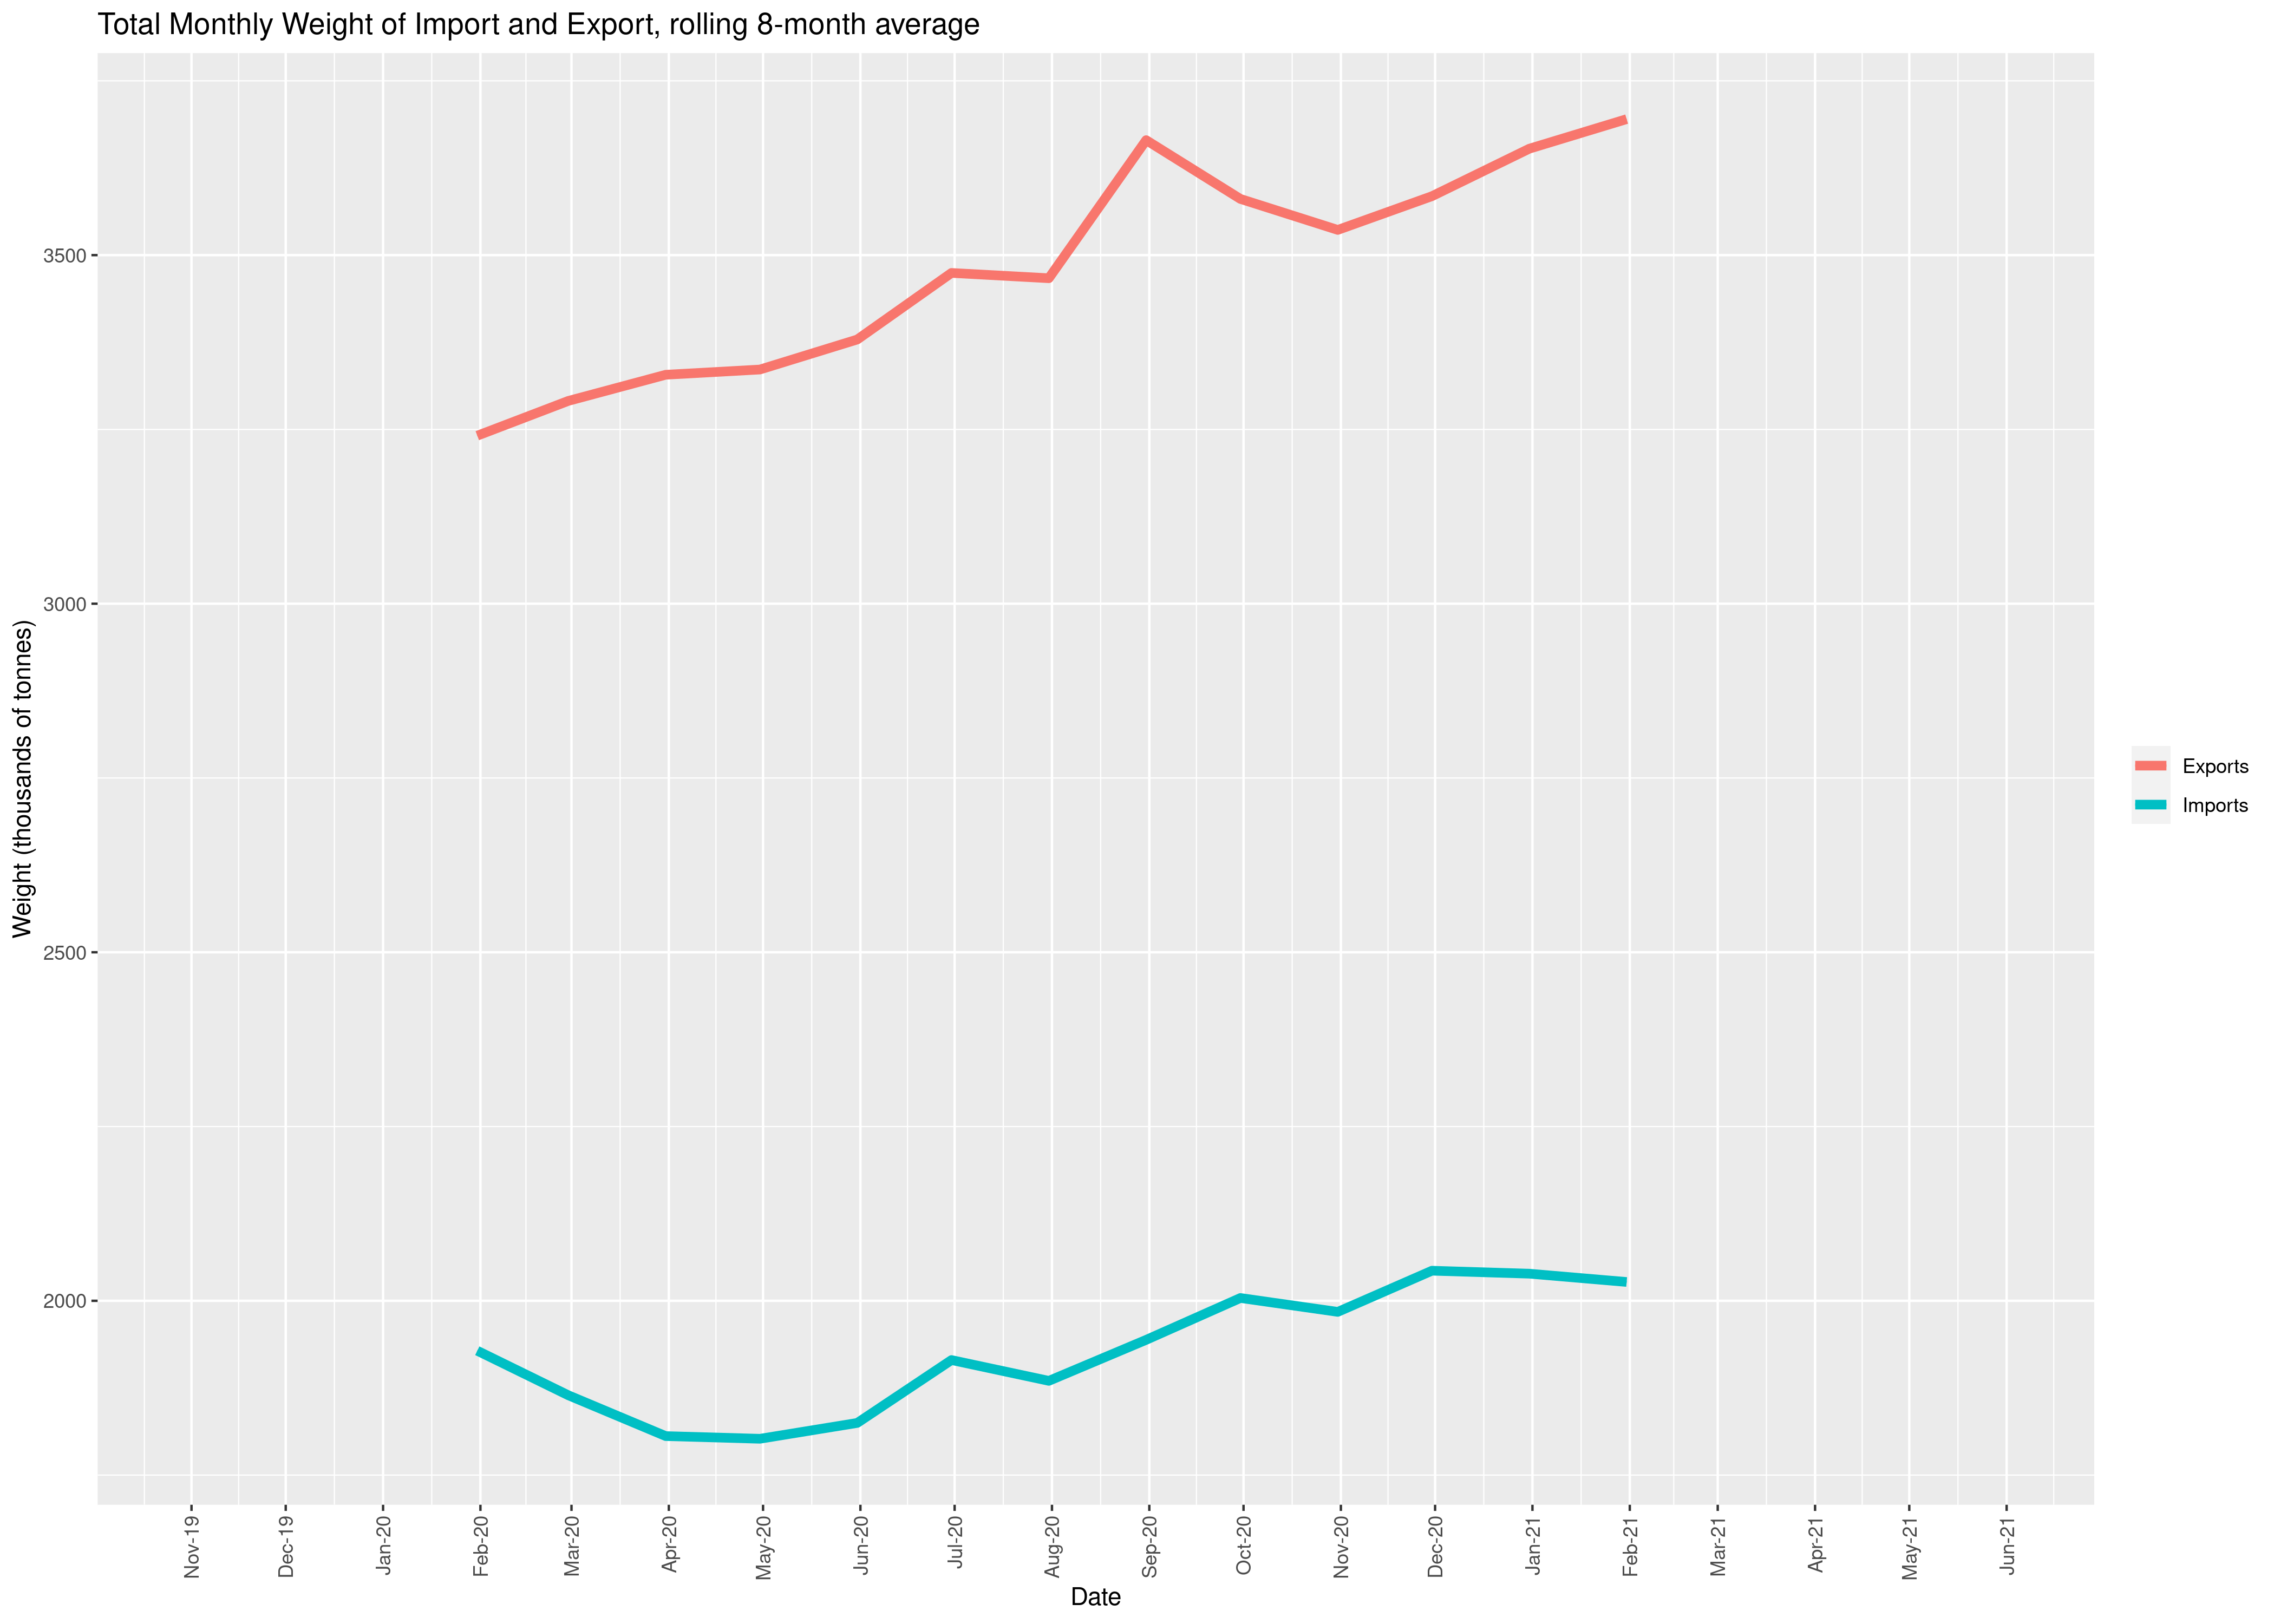 Total Monthly Weight of Import and Export, rolling 8-month average
Weight (thousands of tonnes)
3500
3000
2500
2000
Nov-19
Dec-19
Jan-20
Feb-20
Mar-20
Apr-20
May-20
Jun-20
Jul-20
Aug-20
Sep-20
Oct-20
Nov-20
Dec-20
Jan-21
Feb-21
Mar-21
Apr-21
May-21
Jun-21
Date
Exports
Imports